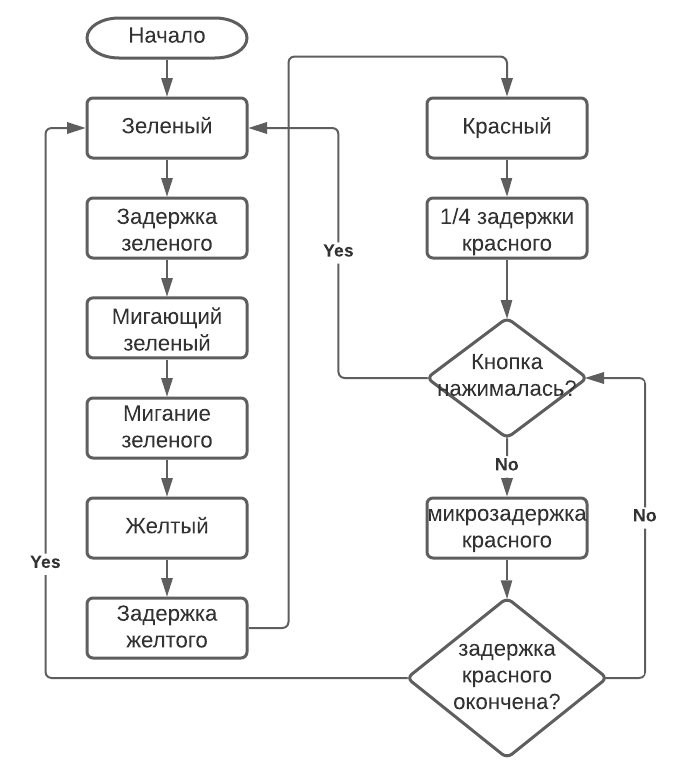 Начало
Зеленый
Задержка
зеленого
Мигающий
зеленый
Мигание
зеленого
Желтый
Задержка
желтого
Красный
1/4 задержки
красного
Кнопка
нажималась?
Yes
No
микрозадержка
красного
No
задержка
красного
окончена?
Yes